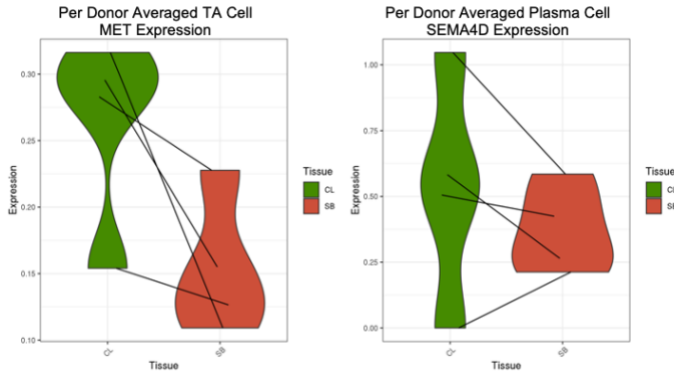 Per Donor Averaged TA Cell
MET Expression
Expression
0.30
0.25
0.20
0.15
0.10
CL
SB
Tissue
Tissue
CL
SB
Per Donor Averaged Plasma Cell
SEMA4D Expression
Expression
1.00
0.75
0.50
0.25
0.00
CL
SB
Tissue
Tissue
CL
SB